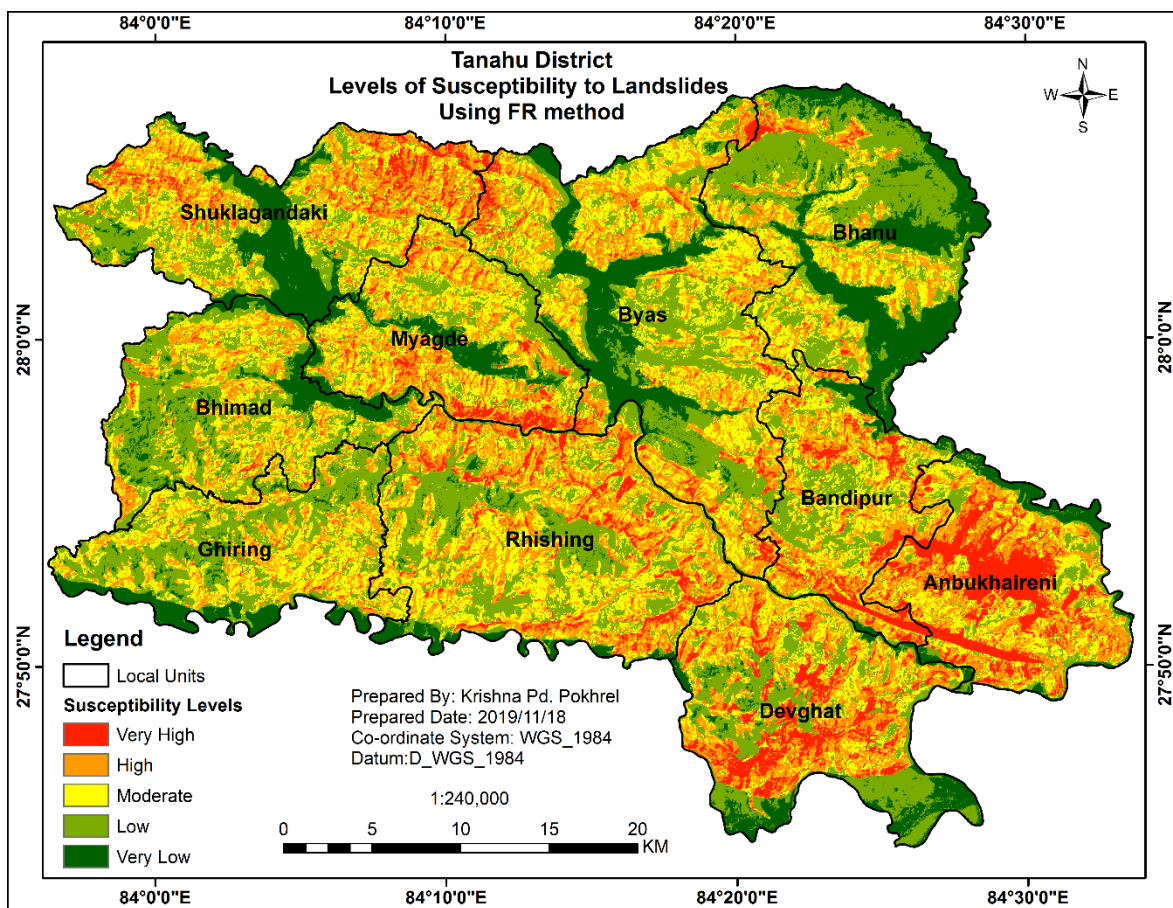 84°0'0"E 84°10'0"E 84°20'0"E 84°30'0"E
Tanahu District
Levels of Susceptibility to Landslides
Using FR method
N
W E
S
Shuklagandaki
Bhanu
28°0'0"N
28°0'0"N
Byas
Myagde
Bhimad
Bandipur
Ghiring
Rhishing
Anbukhaireni
27°50'0"N
27°50'0"N
Devghat
Legend
Local Units
Susceptibility Levels
Very High
High
Moderate
Low
Very Low
Prepared By: Krishna Pd. Pokhrel
Prepared Date: 2019/11/18
Co-ordinate System: WGS_1984
Datum:D_WGS_1984
1:240,000
0 5 10 15 20
KM
84°0'0"E 84°10'0"E 84°20'0"E 84°30'0"E